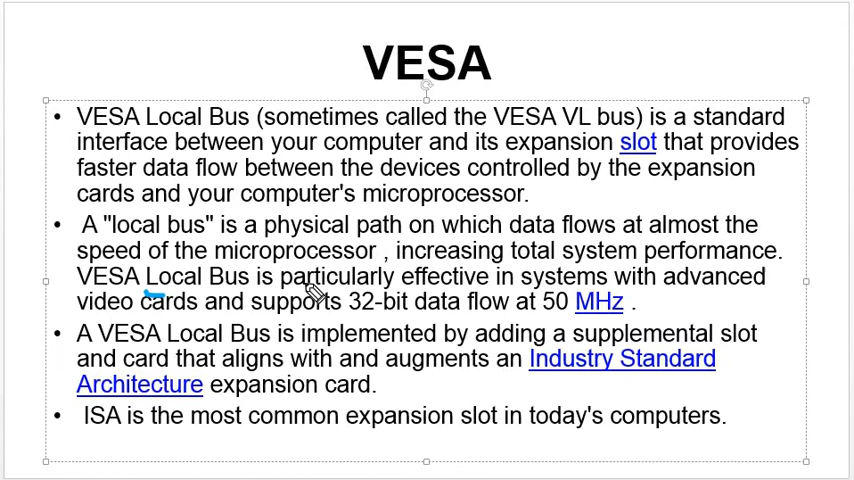 VESA
• VESA Local Bus (sometimes called the VESA VL bus) is a standard
interface between your computer and its expansion slot that provides
faster data flow between the devices controlled by the expansion
cards and your computer's microprocessor.
• A "local bus" is a physical path on which data flows at almost the
speed of the microprocessor , increasing total system performance.
VESA Local Bus is particularly effective in systems with advanced
video cards and supports 32-bit data flow at 50 MHz .
• A VESA Local Bus is implemented by adding a supplemental slot
and card that aligns with and augments an Industry Standard
Architecture expansion card.
• ISA is the most common expansion slot in today's computers.